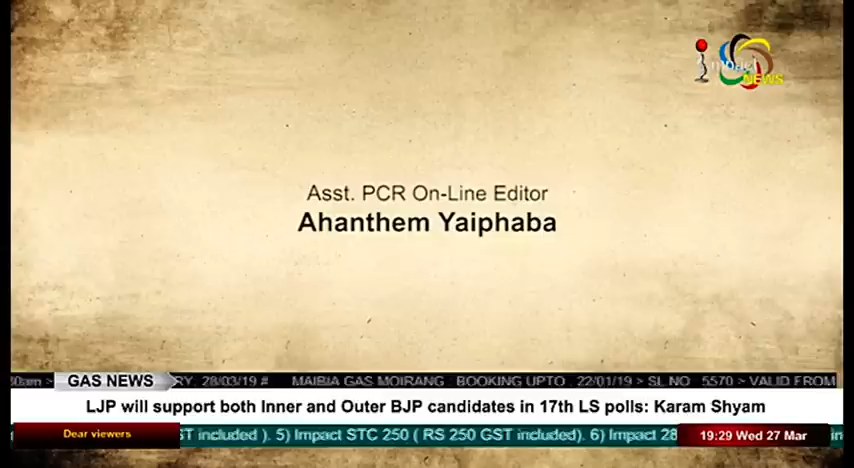 impact
NEWS
Asst. PCR On-Line Editor
Ahanthem Yaiphaba
GAS NEWS
RY 28/03/19 # MAIBIA GAS MOIRANG BOOKING UPTO 22/01/19 > SL NO 5570 > VALID FROM
LJP will support both Inner and Outer BJP candidates in 17th LS polls: Karam Shyam
Dear viewers
ST included ). 5) Impact STC 250 ( RS 250 GST included). 6) Impact 28
19:29 Wed 27 Mar